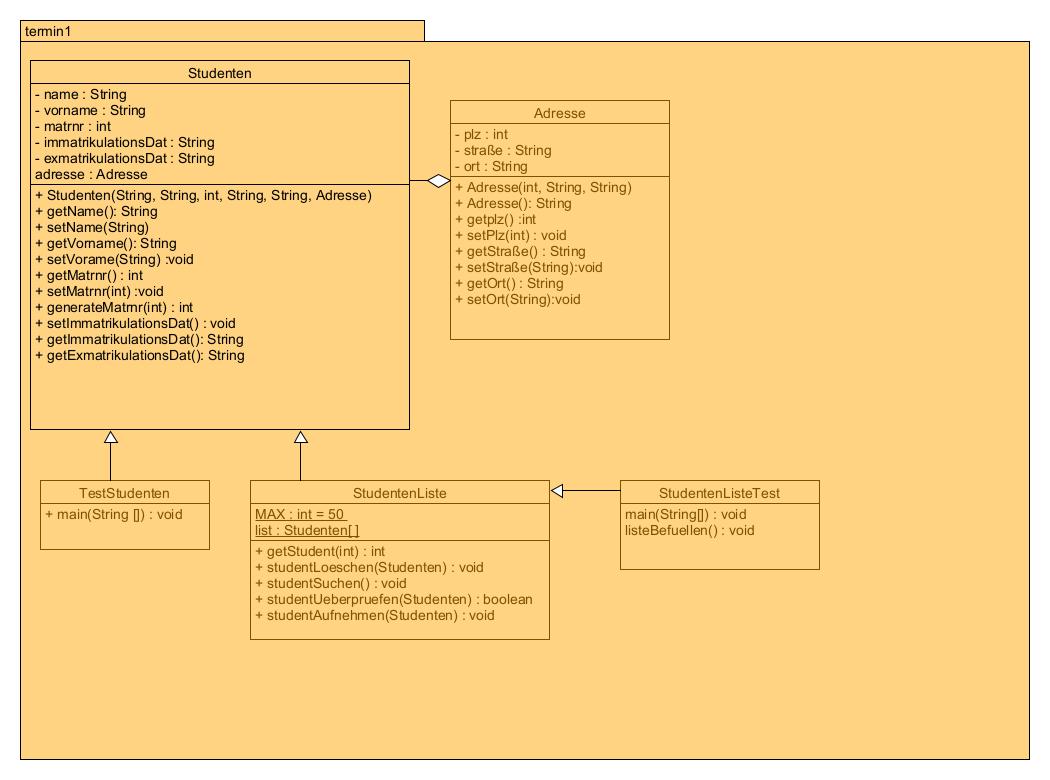 termin1
Studenten
- name : String
- vorname : String
- matrnr : int
- immatrikulationsDat : String
- exmatrikulationsDat : String
adresse : Adresse
+ Studenten(String, String, int, String, String, Adresse)
+ getName(): String
+ setName(String)
+ getVorname(): String
+ setVorame(String) :void
+ getMatrnr() : int
+ setMatrnr(int) :void
+ generateMatrnr(int) : int
+ setImmatrikulationsDat() : void
+ getImmatrikulationsDat(): String
+ getExmatrikulationsDat(): String
Adresse
- plz : int
- straße : String
- ort : String
+ Adresse(int, String, String)
+ Adresse(): String
+ getplz() :int
+ setPlz(int) : void
+ getStraße() : String
+ setStraße(String):void
+ getOrt() : String
+ setOrt(String):void
TestStudenten
+ main(String []) : void
StudentenListe
MAX : int = 50
list : Studenten[ ]
+ getStudent(int) : int
+ studentLoeschen(Studenten) : void
+ studentSuchen() : void
+ studentUeberpruefen(Studenten) : boolean
+ studentAufnehmen(Studenten) : void
StudentenListeTest
main(String[]) : void
listeBefuellen() : void